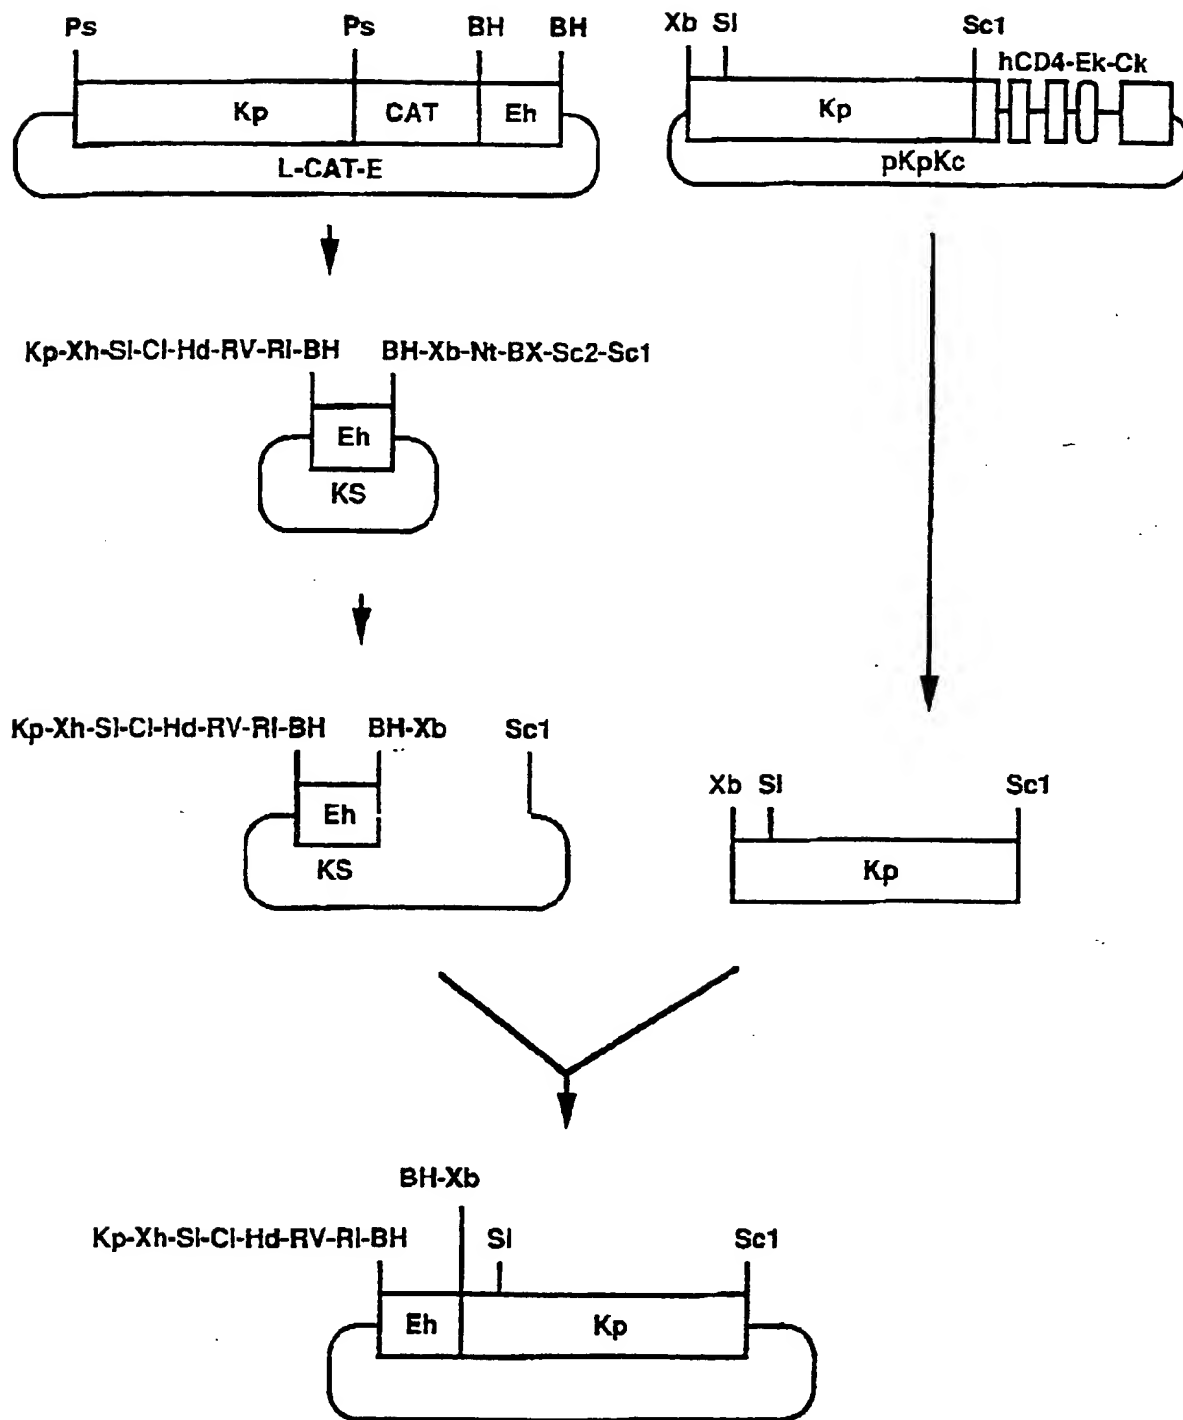 Ps Ps BH BH
Kp CAT Eh
L-CAT-E
Xb Sl Sc1
hCD4-Ek-Ck
Kp
pKpKc
Kp-Xh-Sl-Cl-Hd-RV-RI-BH BH-Xb-Nt-BX-Sc2-Sc1
Eh
KS
Kp-Xh-Sl-Cl-Hd-RV-RI-BH BH-Xb Sc1
Eh
KS
Xb Sl Sc1
Kp
BH-Xb
Kp-Xh-Sl-Cl-Hd-RV-RI-BH Sl Sc1
Eh Kp